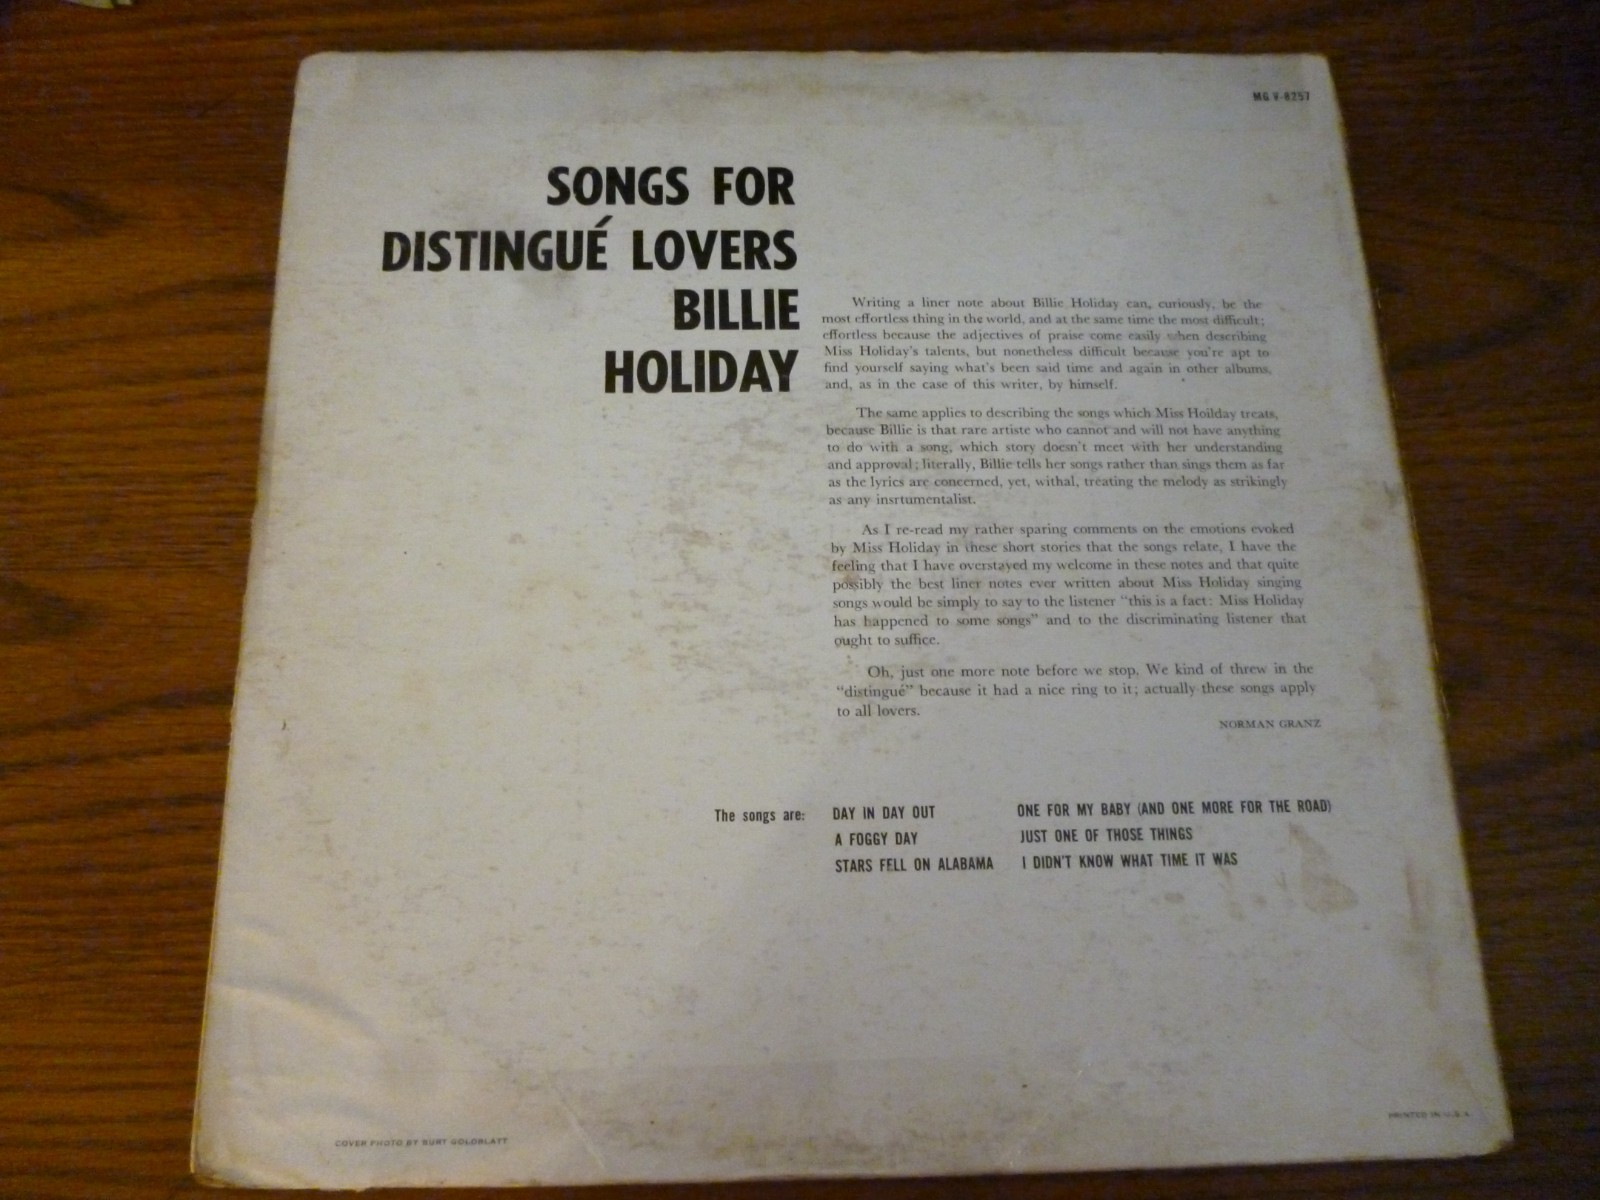 MG V-8257
SONGS FOR
DISTINGUÉ LOVERS
BILLIE
HOLIDAY
Writing a liner note about Billie Holiday can, curiously, be the
most effortless thing in the world, and at the same time the most difficult;
effortless because the adjectives of praise come easily when describing
Miss Holiday's talents, but nonetheless difficult because you're apt to
find yourself saying what's been said time and again in other albums,
and, as in the case of this writer, by himself.
The same applies to describing the songs which Miss Hoilday treats,
because Billie is that rare artiste who cannot and will not have anything
to do with a song, which story doesn't meet with her understanding
and approval; literally, Billie tells her songs rather than sings them as far
as the lyrics are concerned, yet, withal, treating the melody as strikingly
as any insrtumentalist.
As I re-read my rather sparing comments on the emotions evoked
by Miss Holiday in these short stories that the songs relate, I have the
feeling that I have overstayed my welcome in these notes and that quite
possibly the best liner notes ever written about Miss Holiday singing
songs would be simply to say to the listener "this is a fact: Miss Holiday
has happened to some songs" and to the discriminating listener that
ought to suffice.
Oh, just one more note before we stop. We kind of threw in the
"distingué" because it had a nice ring to it; actually these songs apply
to all lovers.
NORMAN GRANZ
The songs are:
DAY IN DAY OUT
A FOGGY DAY
STARS FELL ON ALABAMA
ONE FOR MY BABY (AND ONE MORE FOR THE ROAD)
JUST ONE OF THOSE THINGS
I DIDN'T KNOW WHAT TIME IT WAS
COVER PHOTO BY BURT GOLDBLATT
PRINTED IN U.S.A.